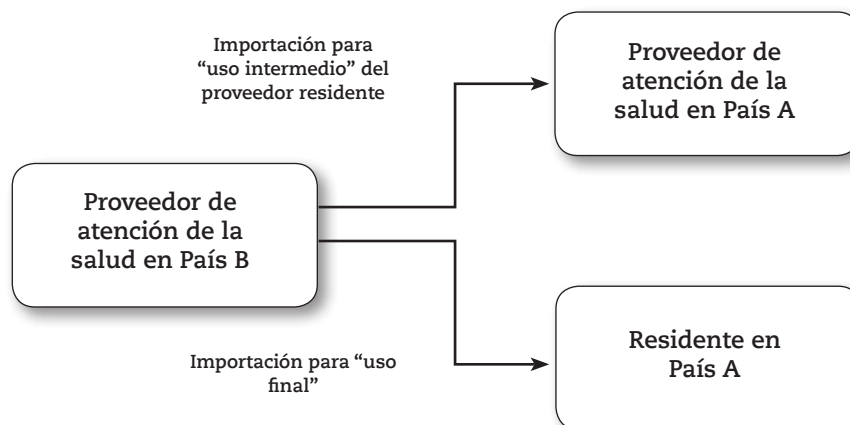 Importación para
“uso intermedio” del
proveedor residente
Proveedor de
atención de la
salud en País A
Proveedor de
atención de la
salud en País B
Importación para “uso
final”
Residente en
País A